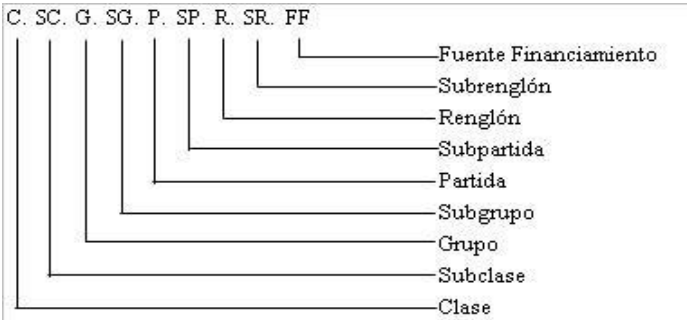 C. SC. G. SG. P. SP. R. SR. FF
Fuente Financiamiento
Subrenglón
Renglón
Subpartida
Partida
Subgrupo
Grupo
Subclase
Clase